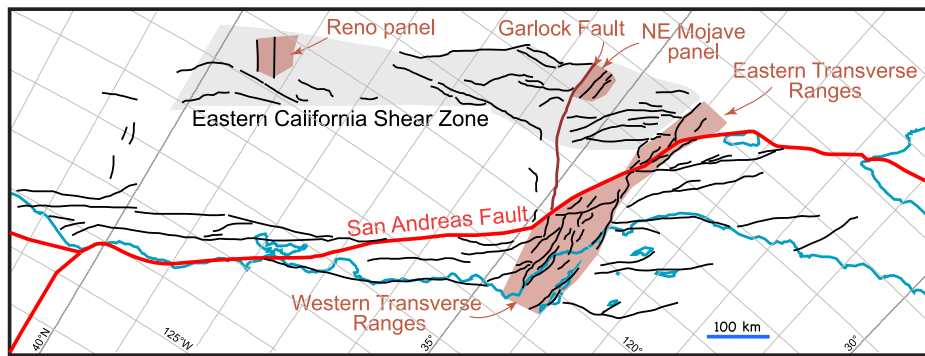 Reno panel
Garlock Fault
NE Mojave
panel
Eastern Transverse
Ranges
Eastern California Shear Zone
San Andreas Fault
Western Transverse
Ranges
100 km
40°N
125°W
35°
120°
30°